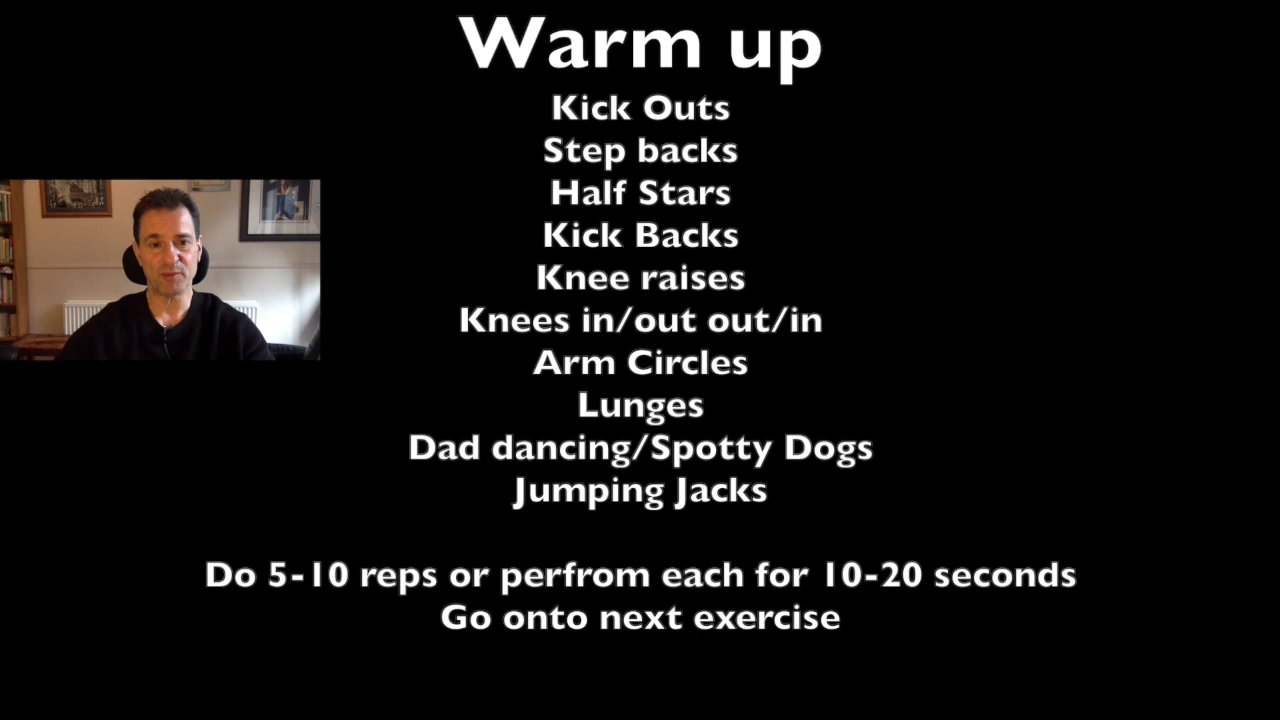 Warm up
Kick Outs
Step backs
Half Stars
Kick Backs
Knee raises
Knees in/out out/in
Arm Circles
Lunges
Dad dancing/Spotty Dogs
Jumping Jacks
Do 5-10 reps or perfrom each for 10-20 seconds
Go onto next exercise